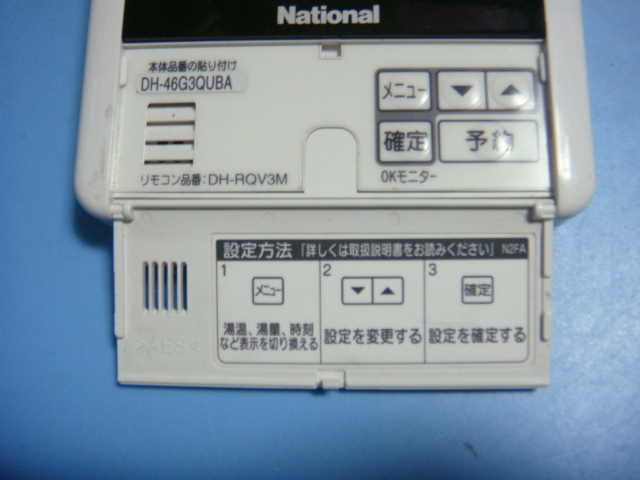 National
本体品番の貼り付け
DH-46G3QUBA
メニュー
確定
予約
リモコン品番:DH-RQV3M
OKモニター
設定方法「詳しくは取扱説明書をお読みください」 N2FA
1
メニュー
湯温、湯量、時刻
など表示を切り換える
2
設定を変更する
3
確定
設定を確定する
>AES<